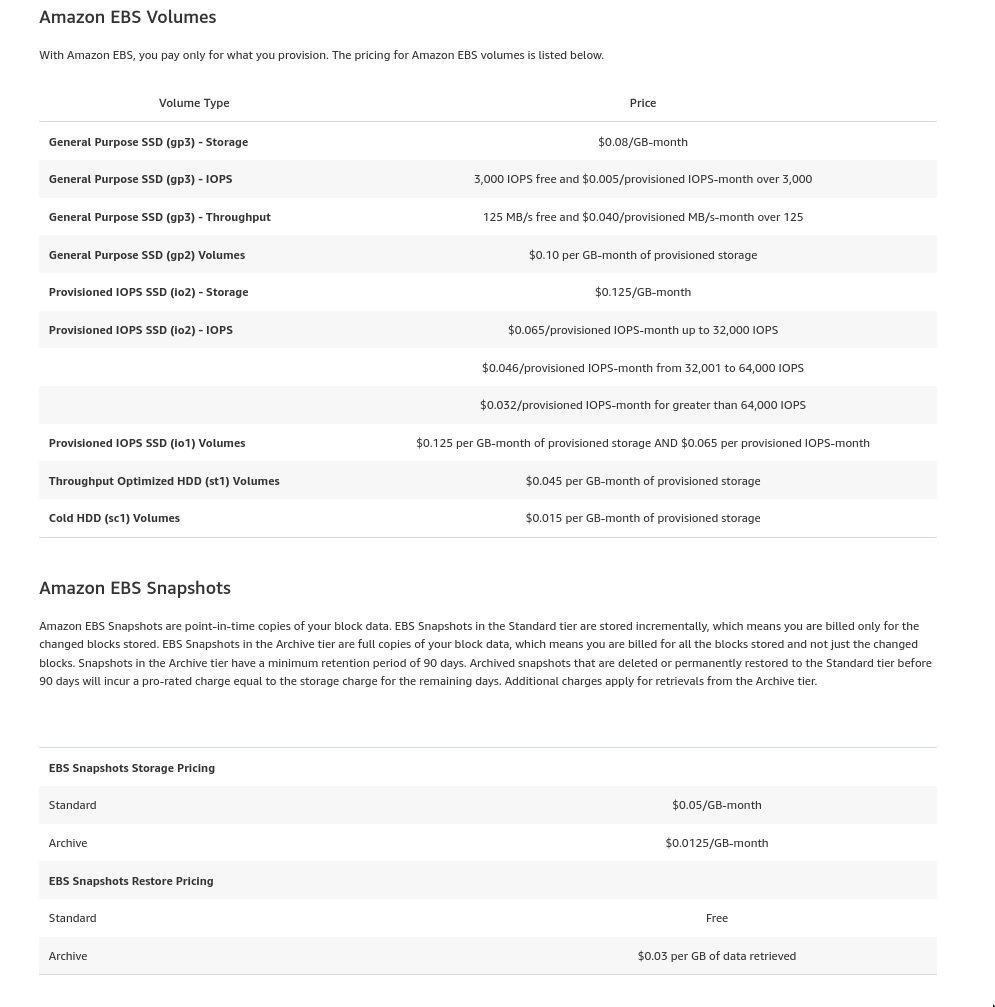 Amazon EBS Volumes
With Amazon EBS, you pay only for what you provision. The pricing for Amazon EBS volumes is listed below.
Volume Type Price
General Purpose SSD (gp3) - Storage $0.08/GB-month
General Purpose SSD (gp3) - IOPS 3,000 IOPS free and $0.005/provisioned IOPS-month over 3,000
General Purpose SSD (gp3) - Throughput 125 MB/s free and $0.040/provisioned MB/s-month over 125
General Purpose SSD (gp2) Volumes $0.10 per GB-month of provisioned storage
Provisioned IOPS SSD (io2) - Storage $0.125/GB-month
Provisioned IOPS SSD (io2) - IOPS $0.065/provisioned IOPS-month up to 32,000 IOPS
$0.046/provisioned IOPS-month from 32,001 to 64,000 IOPS
$0.032/provisioned IOPS-month for greater than 64,000 IOPS
Provisioned IOPS SSD (io1) Volumes $0.125 per GB-month of provisioned storage AND $0.065 per provisioned IOPS-month
Throughput Optimized HDD (st1) Volumes $0.045 per GB-month of provisioned storage
Cold HDD (sc1) Volumes $0.015 per GB-month of provisioned storage
Amazon EBS Snapshots
Amazon EBS Snapshots are point-in-time copies of your block data. EBS Snapshots in the Standard tier are stored incrementally, which means you are billed only for the
changed blocks stored. EBS Snapshots in the Archive tier are full copies of your block data, which means you are billed for all the blocks stored and not just the changed
blocks. Snapshots in the Archive tier have a minimum retention period of 90 days. Archived snapshots that are deleted or permanently restored to the Standard tier before
90 days will incur a pro-rated charge equal to the storage charge for the remaining days. Additional charges apply for retrievals from the Archive tier.
EBS Snapshots Storage Pricing
Standard $0.05/GB-month
Archive $0.0125/GB-month
EBS Snapshots Restore Pricing
Standard Free
Archive $0.03 per GB of data retrieved